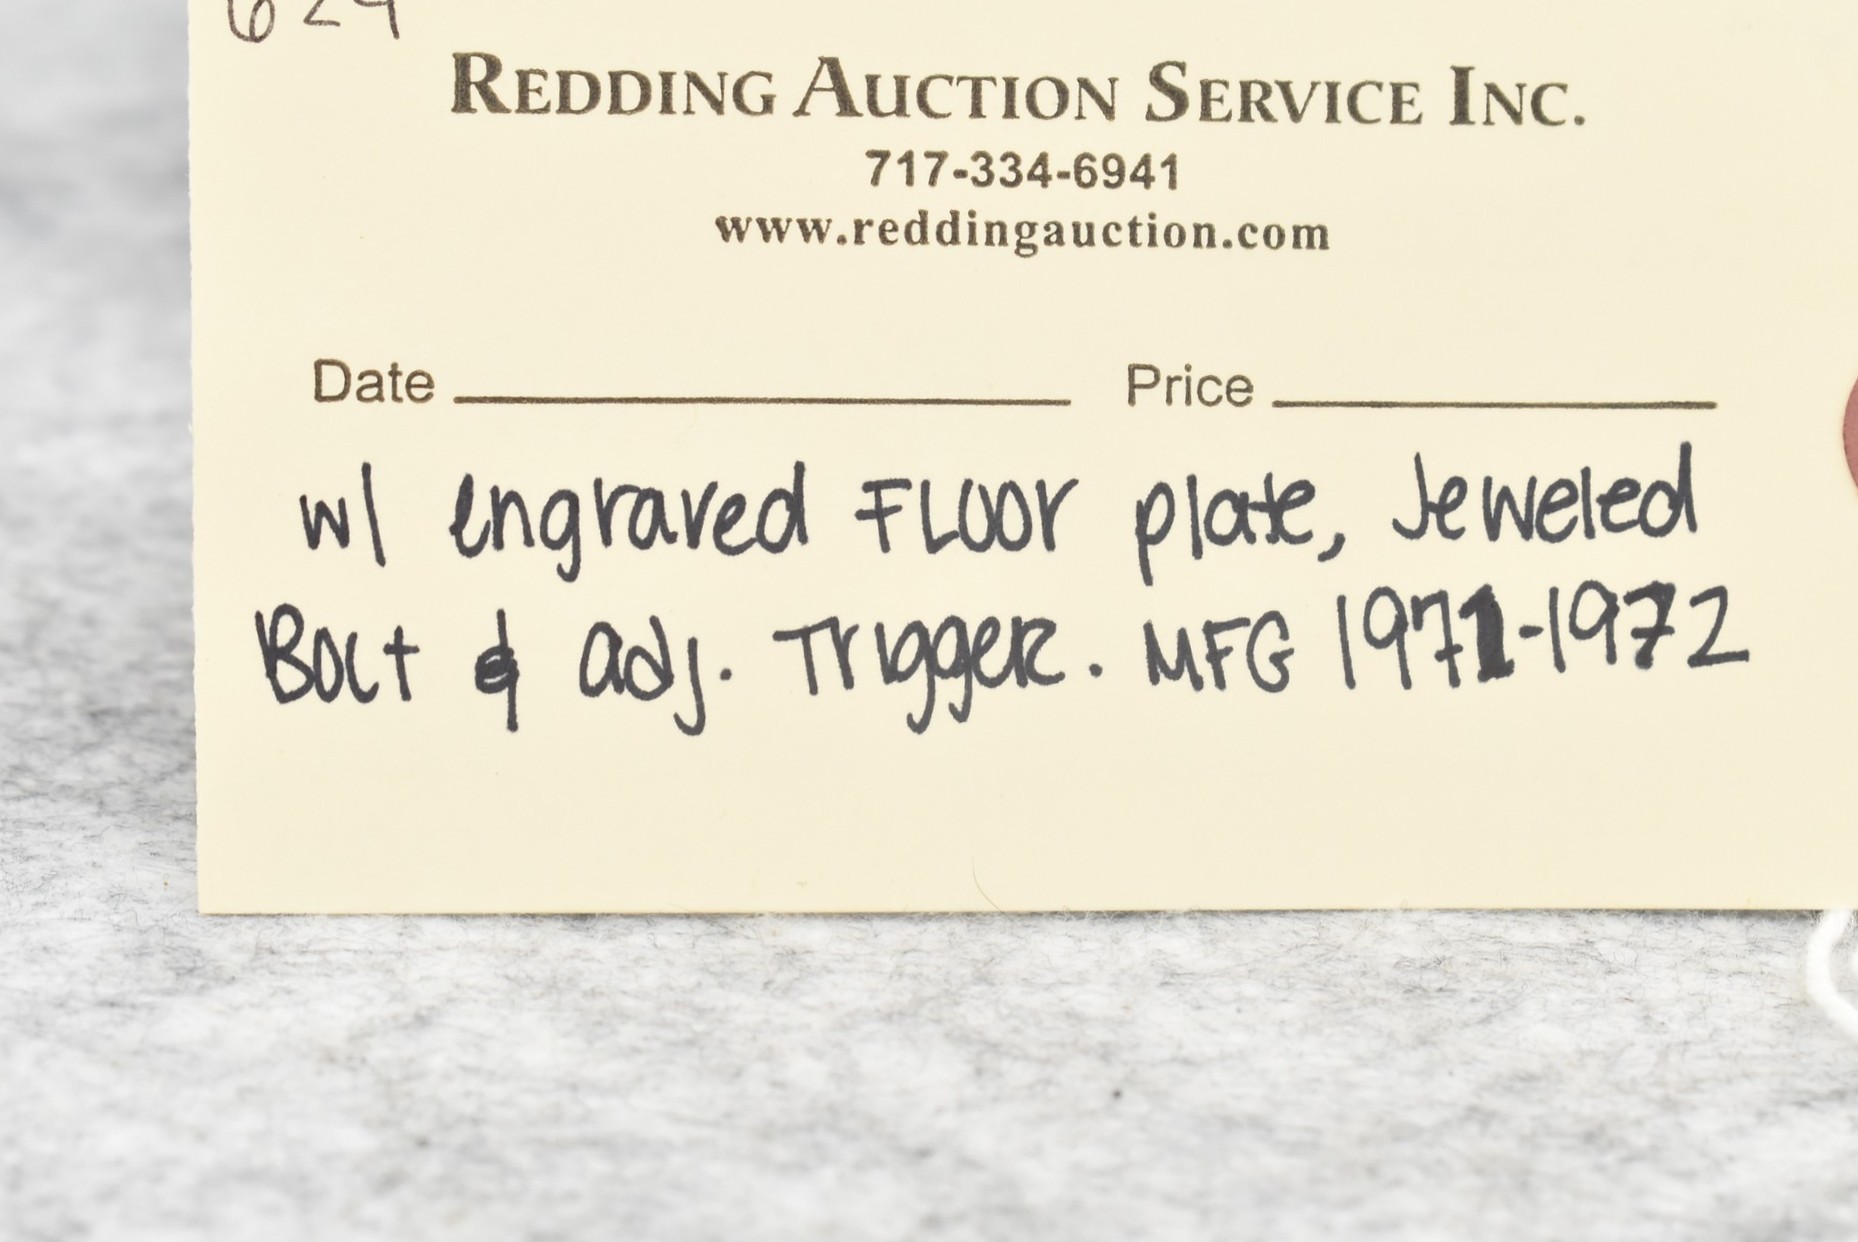 REDDING AUCTION SERVICE INC.
717-334-6941
www.reddingauction.com
Date Price
w/ engraved FLOOR plate, Jeweled
BOLT & adj. TRIGGER. MFG 1971-1972